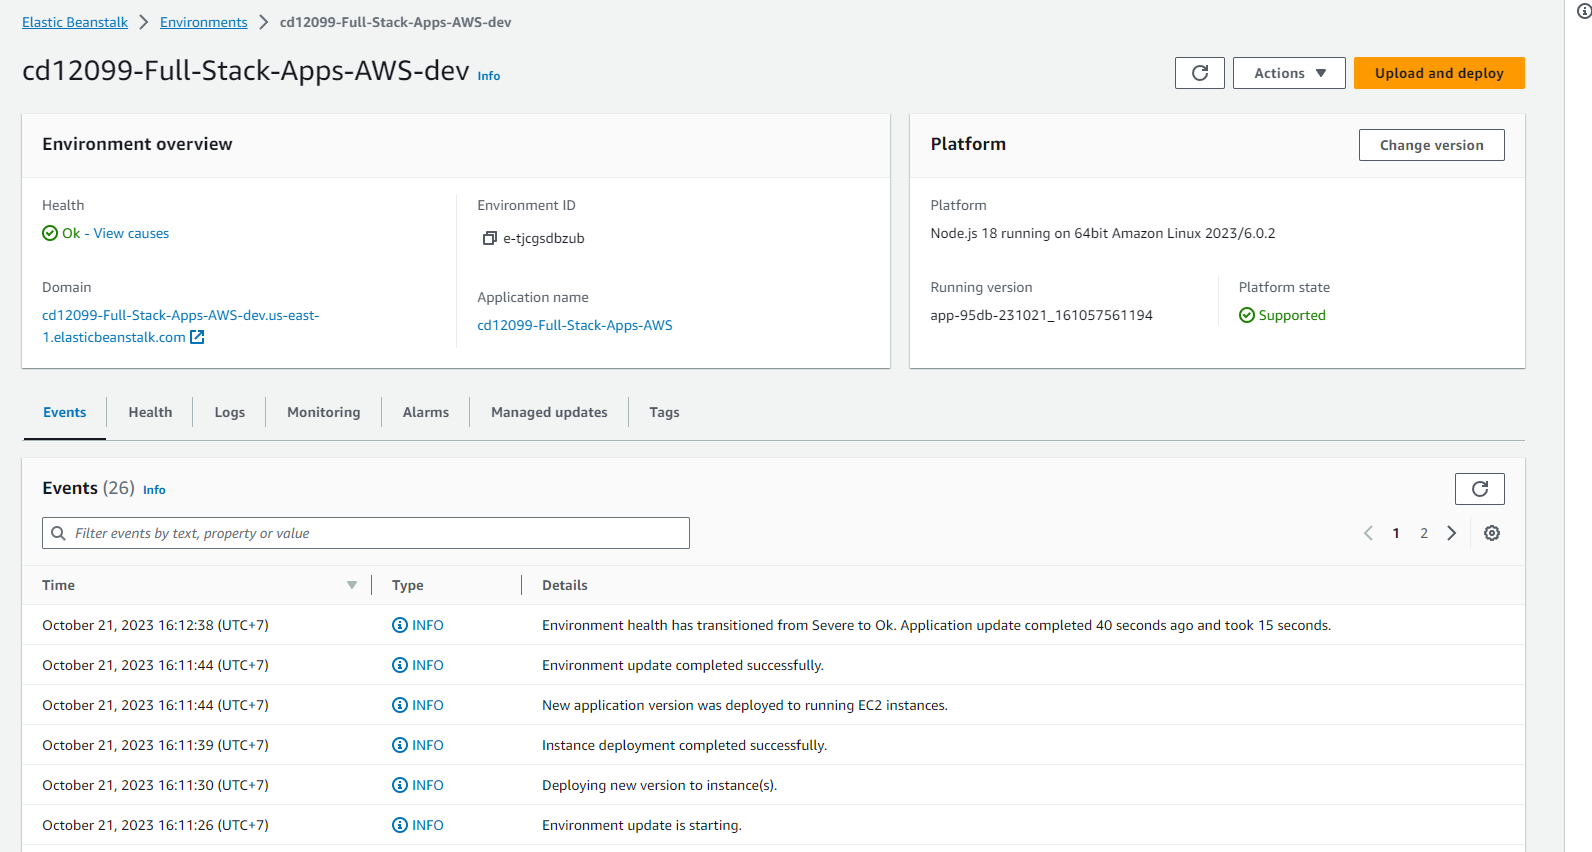 Elastic Beanstalk > Environments > cd12099-Full-Stack-Apps-AWS-dev
cd12099-Full-Stack-Apps-AWS-dev Info
Actions
Upload and deploy
Environment overview
Health
Ok - View causes
Environment ID
e-tjcgsdbzub
Domain
cd12099-Full-Stack-Apps-AWS-dev.us-east-
1.elasticbeanstalk.com
Application name
cd12099-Full-Stack-Apps-AWS
Platform
Change version
Platform
Node.js 18 running on 64bit Amazon Linux 2023/6.0.2
Running version
app-95db-231021_161057561194
Platform state
Supported
Events Health Logs Monitoring Alarms Managed updates Tags
Events (26) Info
Filter events by text, property or value
1 2
Time Type Details
October 21, 2023 16:12:38 (UTC+7) INFO Environment health has transitioned from Severe to Ok. Application update completed 40 seconds ago and took 15 seconds.
October 21, 2023 16:11:44 (UTC+7) INFO Environment update completed successfully.
October 21, 2023 16:11:44 (UTC+7) INFO New application version was deployed to running EC2 instances.
October 21, 2023 16:11:39 (UTC+7) INFO Instance deployment completed successfully.
October 21, 2023 16:11:30 (UTC+7) INFO Deploying new version to instance(s).
October 21, 2023 16:11:26 (UTC+7) INFO Environment update is starting.